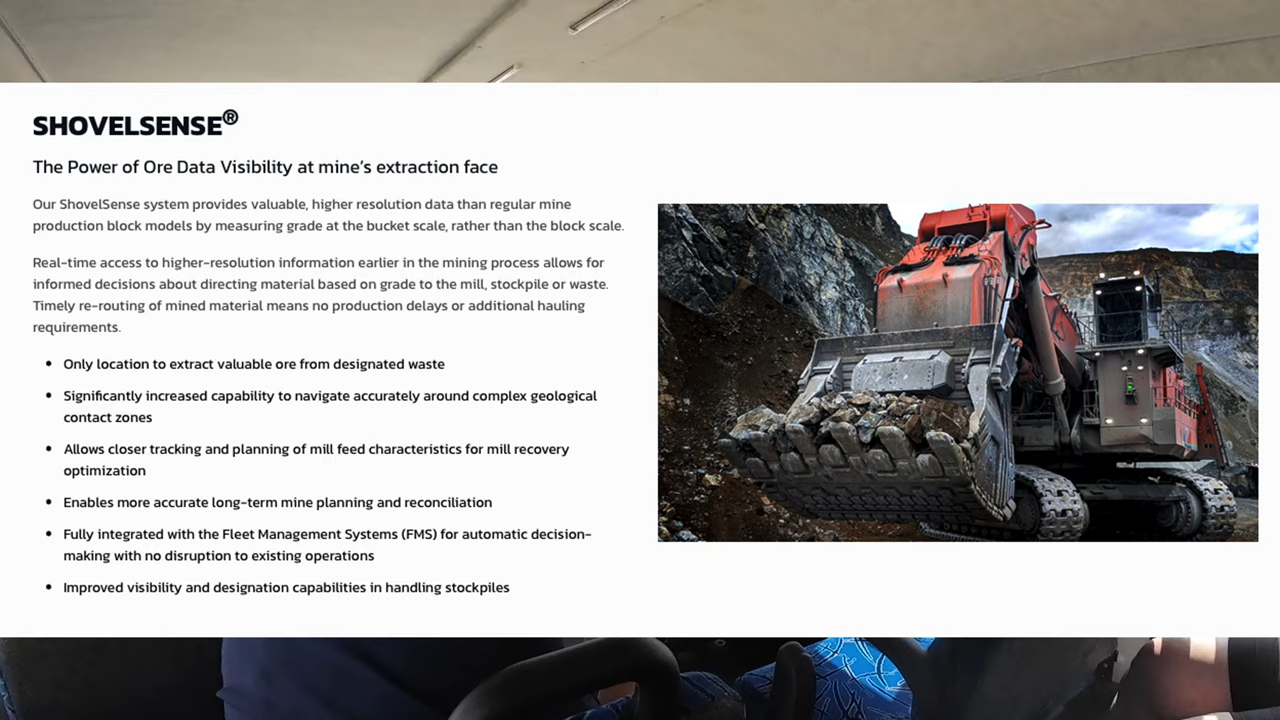 SHOVELSENSE®
The Power of Ore Data Visibility at mine's extraction face
Our ShovelSense system provides valuable, higher resolution data than regular mine
production block models by measuring grade at the bucket scale, rather than the block scale.
Real-time access to higher-resolution information earlier in the mining process allows for
informed decisions about directing material based on grade to the mill, stockpile or waste.
Timely re-routing of mined material means no production delays or additional hauling
requirements.
• Only location to extract valuable ore from designated waste
• Significantly increased capability to navigate accurately around complex geological
contact zones
• Allows closer tracking and planning of mill feed characteristics for mill recovery
optimization
• Enables more accurate long-term mine planning and reconciliation
• Fully integrated with the Fleet Management Systems (FMS) for automatic decision-
making with no disruption to existing operations
• Improved visibility and designation capabilities in handling stockpiles